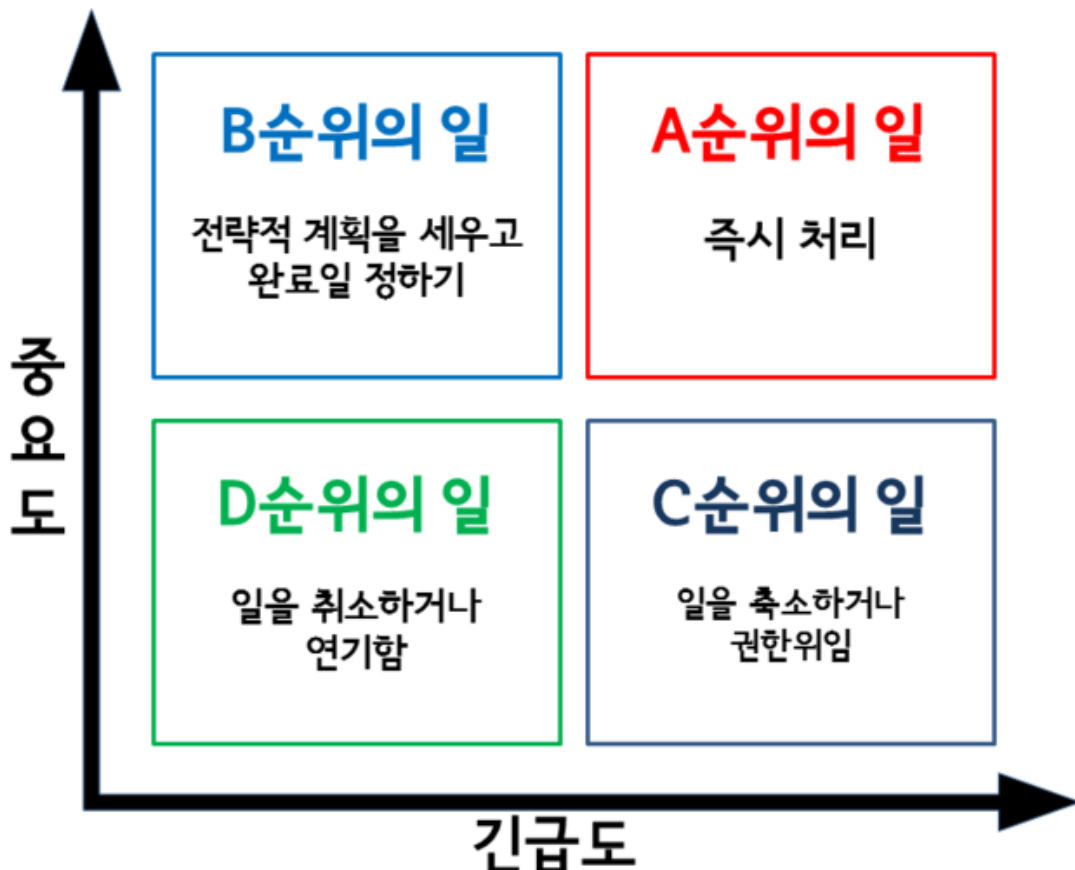 B순위의 일
전략적 계획을 세우고
완료일 정하기
A순위의 일
즉시 처리
중요도
D순위의 일
일을 취소하거나
연기함
C순위의 일
일을 축소하거나
권한위임
긴급도